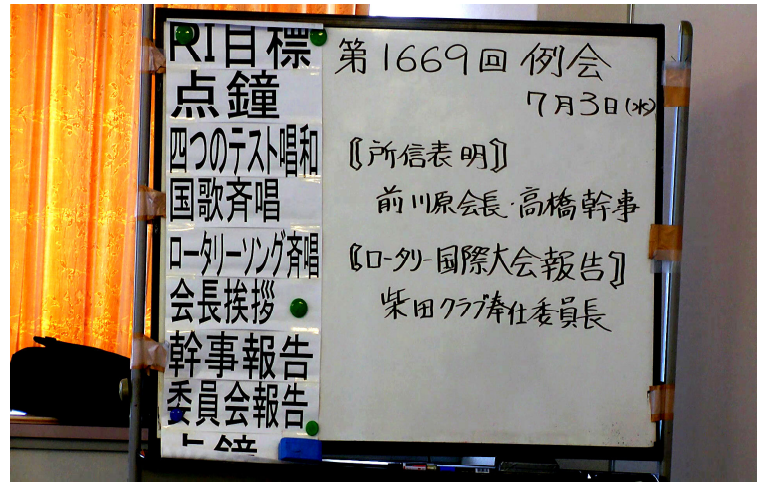 RI目標
点鐘
四つのテスト唱和
国歌斉唱
ロータリーソング斉唱
会長挨拶
幹事報告
委員会報告
点鐘
第1669回 例会
7月3日(水)
〖所信表明〗
前川原会長・高橋幹事
〖ロータリー国際大会報告〗
柴田クラブ奉仕委員長